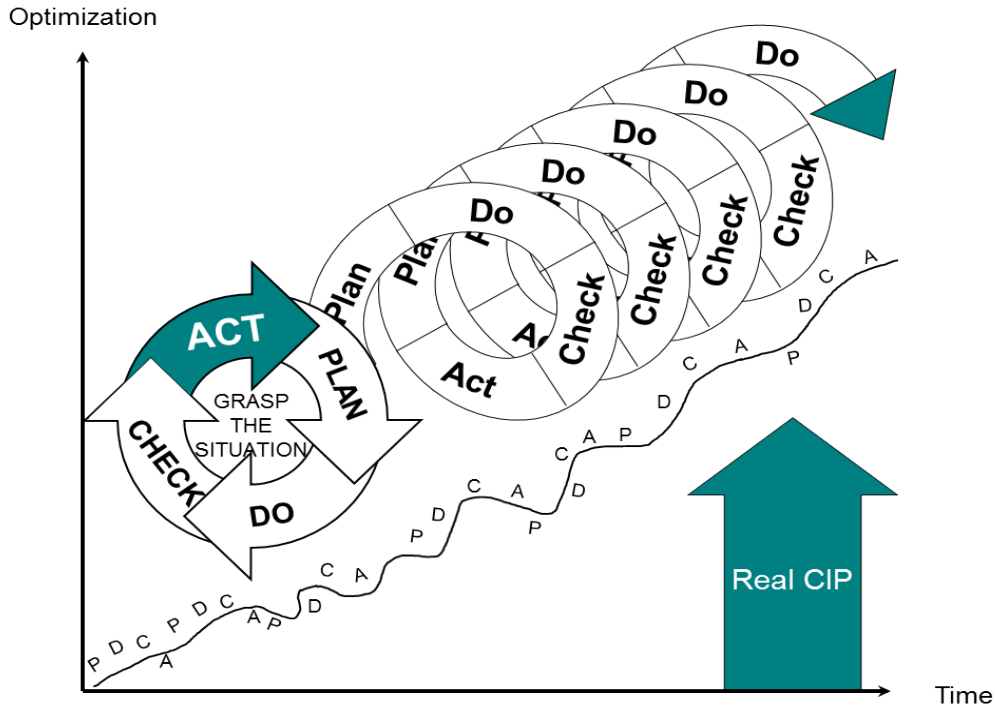 Optimization
Do
Do
Do
Do
Do
Plan
Plan
Check
Check
Check
Check
Act
ACT
PLAN
DO
CHECK
GRASP
THE
SITUATION
P D C A
P D C A
P D C A
P D C A
P D C A
P D C A
P D C A
Real CIP
Time